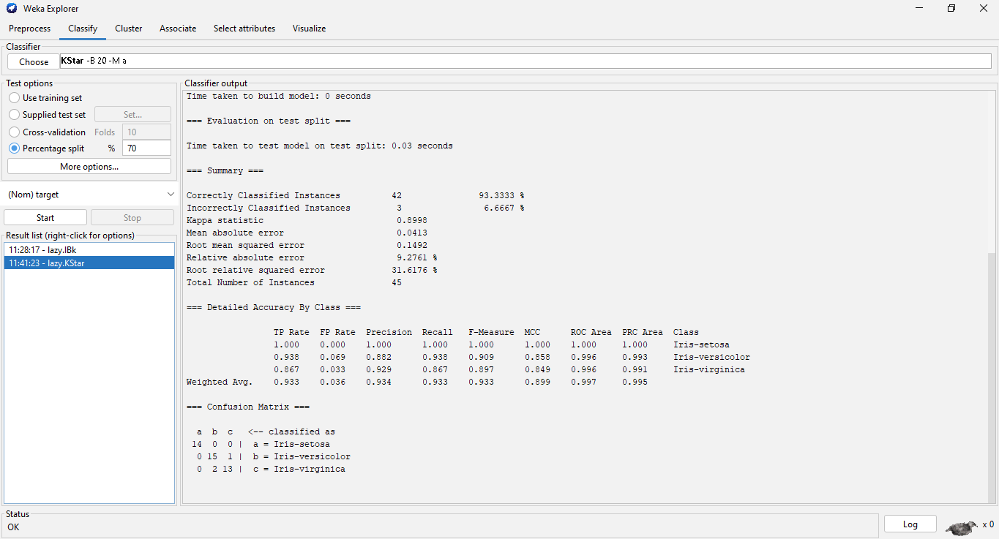 Weka Explorer
Preprocess Classify Cluster Associate Select attributes Visualize
Classifier
Choose KStar -B 20 -M a
Test options
Use training set
Supplied test set Set...
Cross-validation Folds 10
Percentage split % 70
More options...
(Nom) target
Start Stop
Result list (right-click for options)
11:28:17 - lazy.IBk
11:41:23 - lazy.KStar
Classifier output
Time taken to build model: 0 seconds
=== Evaluation on test split ===
Time taken to test model on test split: 0.03 seconds
=== Summary ===
Correctly Classified Instances 42 93.3333 %
Incorrectly Classified Instances 3 6.6667 %
Kappa statistic 0.8998
Mean absolute error 0.0413
Root mean squared error 0.1492
Relative absolute error 9.2761 %
Root relative squared error 31.6176 %
Total Number of Instances 45
=== Detailed Accuracy By Class ===
TP Rate FP Rate Precision Recall F-Measure MCC ROC Area PRC Area Class
1.000 0.000 1.000 1.000 1.000 1.000 1.000 1.000 Iris-setosa
0.938 0.069 0.882 0.938 0.909 0.858 0.996 0.993 Iris-versicolor
0.867 0.033 0.929 0.867 0.897 0.849 0.996 0.991 Iris-virginica
Weighted Avg. 0.933 0.036 0.934 0.933 0.933 0.899 0.997 0.995
=== Confusion Matrix ===
a b c <-- classified as
14 0 0 | a = Iris-setosa
0 15 1 | b = Iris-versicolor
0 2 13 | c = Iris-virginica
Status
OK
Log
x 0